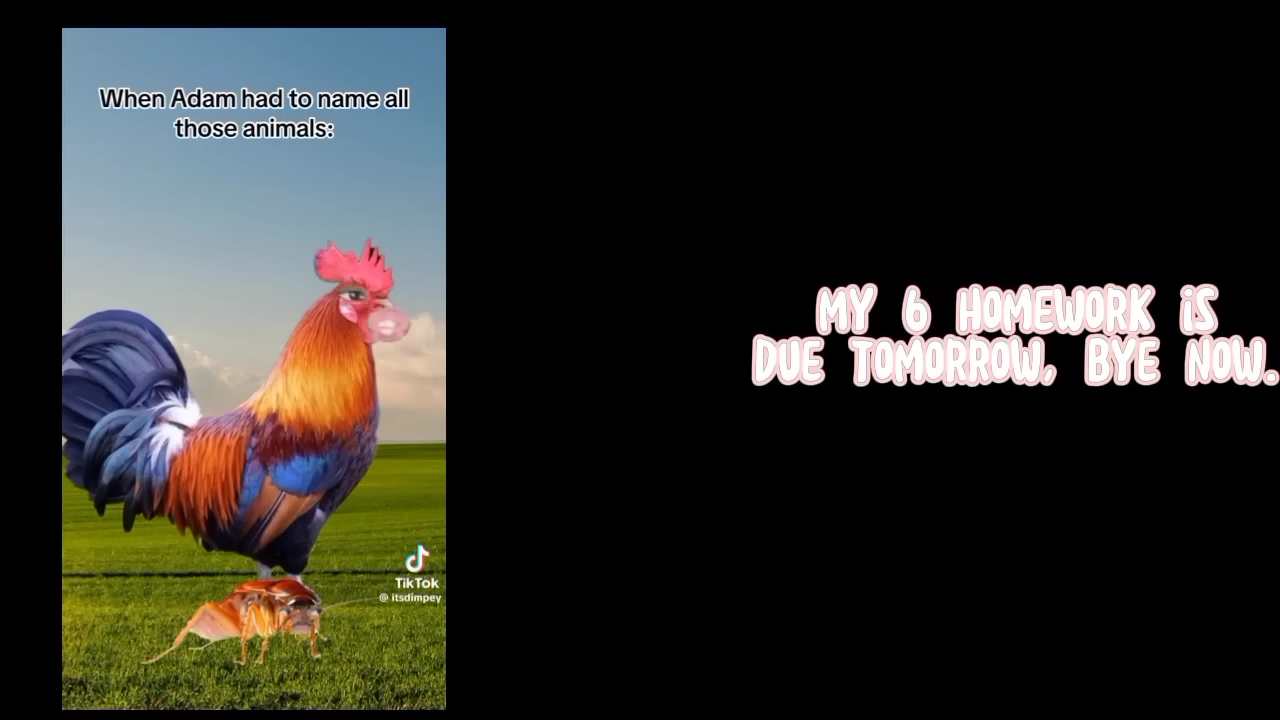 When Adam had to name all
those animals:
TikTok
@ itsdimpey
MY 6 HOMEWORK iS
DUE TOMORROW, BYE NOW.